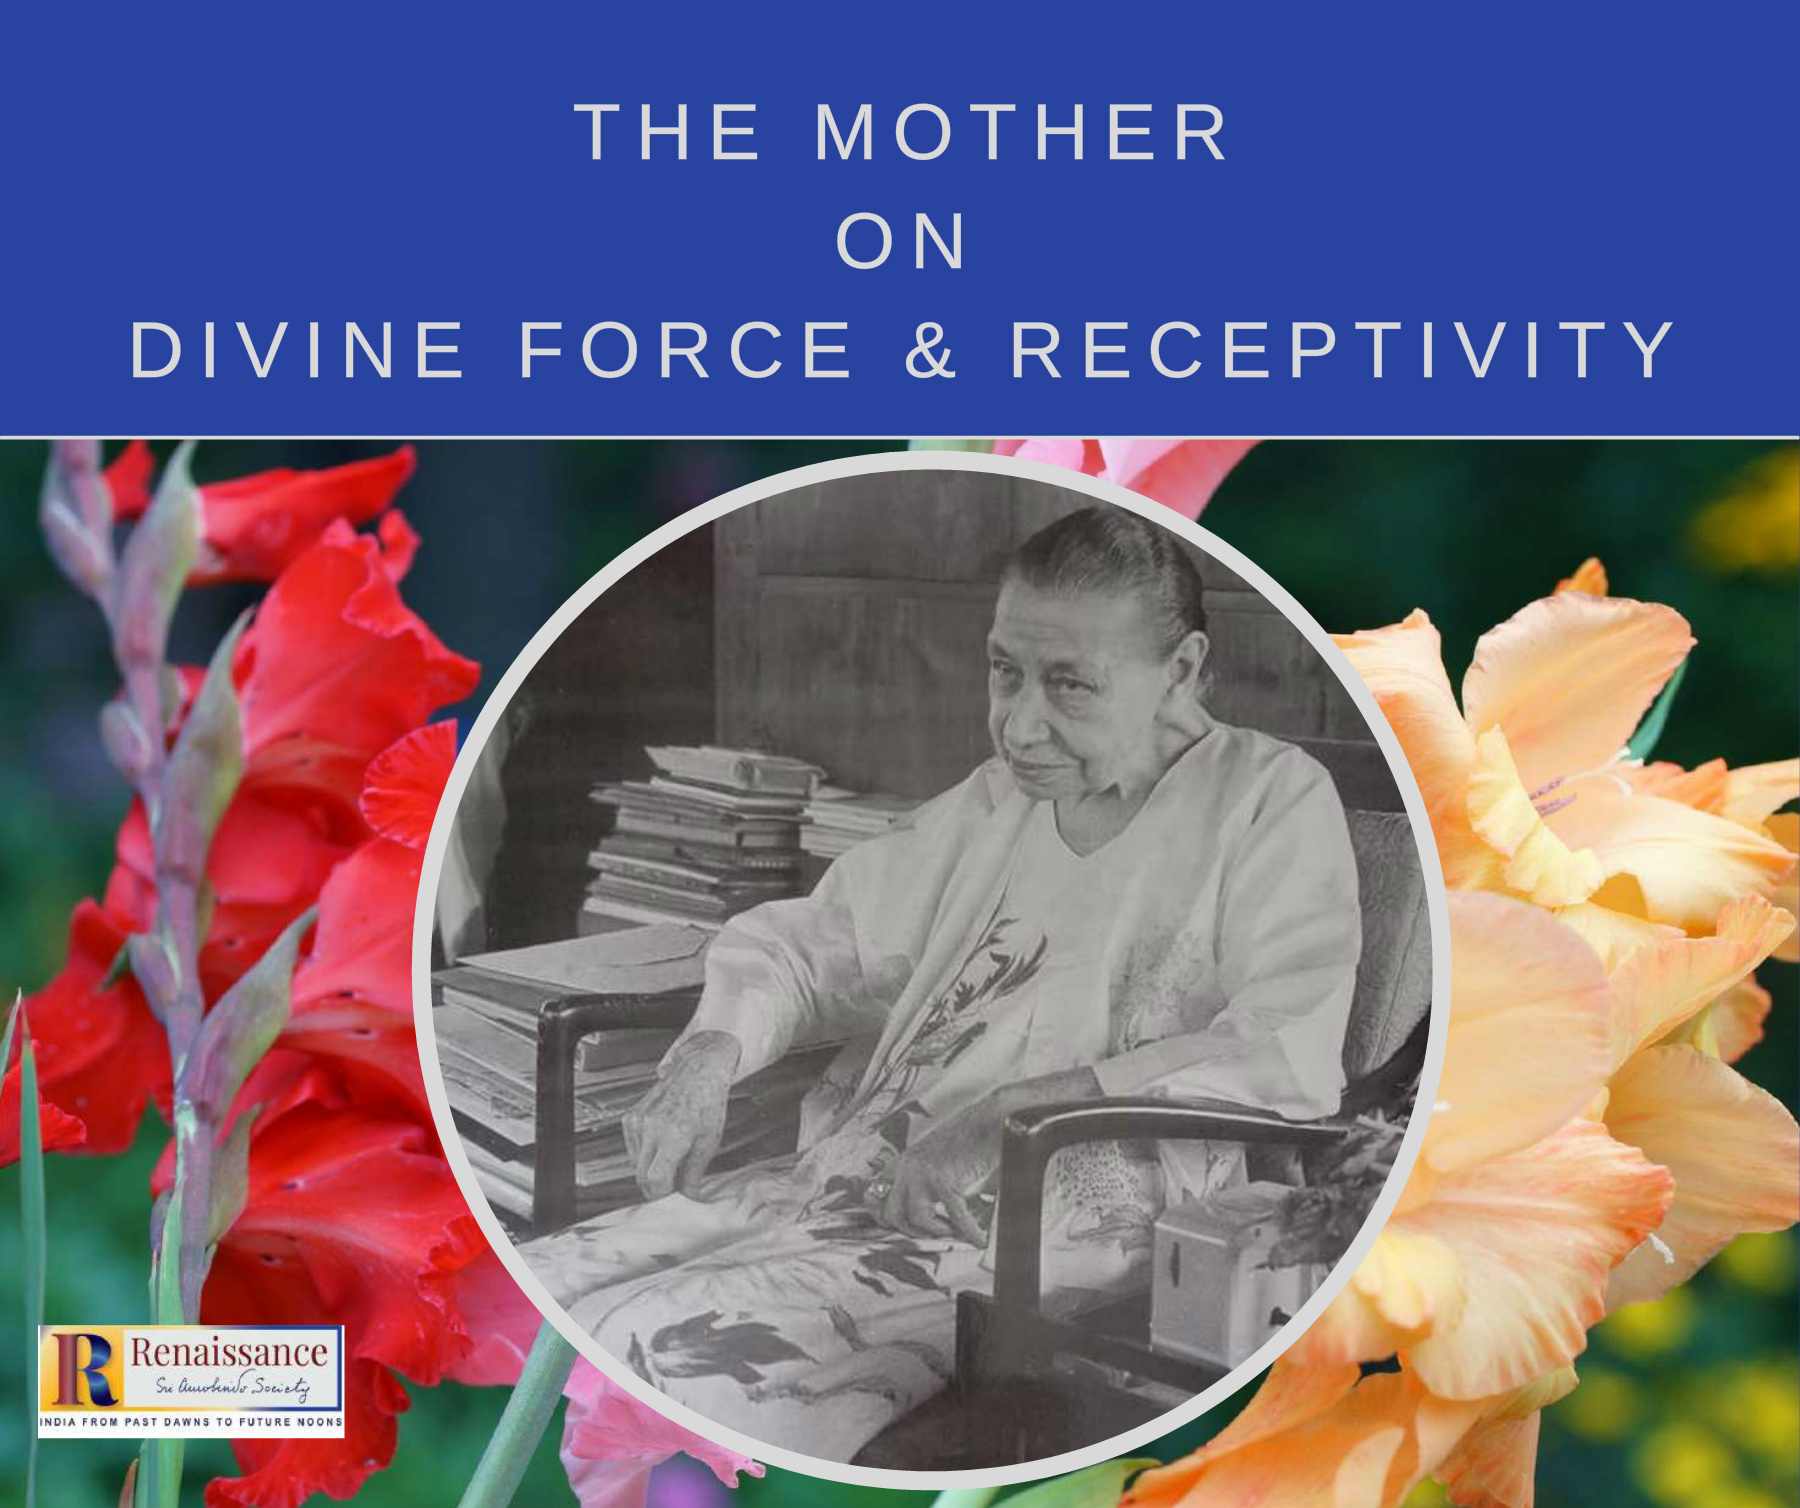 THE MOTHER
ON
DIVINE FORCE & RECEPTIVITY
Renaissance
Sri Aurobindo Society
INDIA FROM PAST DAWNS TO FUTURE NOONS